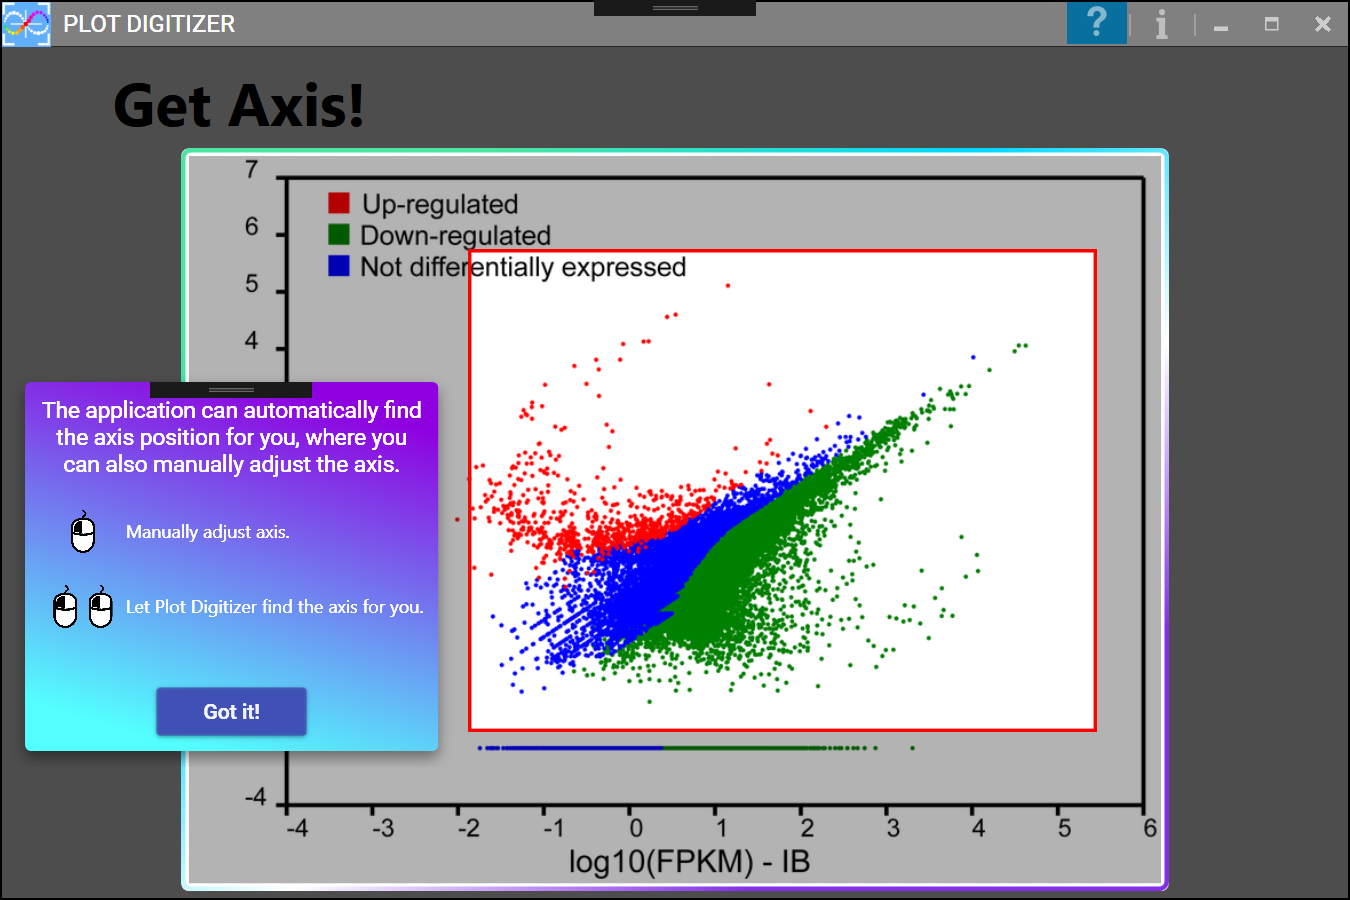 PLOT DIGITIZER
?
i
Get Axis!
7
6
5
4
-4
Up-regulated
Down-regulated
Not differentially expressed
The application can automatically find
the axis position for you, where you
can also manually adjust the axis.
Manually adjust axis.
Let Plot Digitizer find the axis for you.
Got it!
-4 -3 -2 -1 0 1 2 3 4 5 6
log10(FPKM) - IB